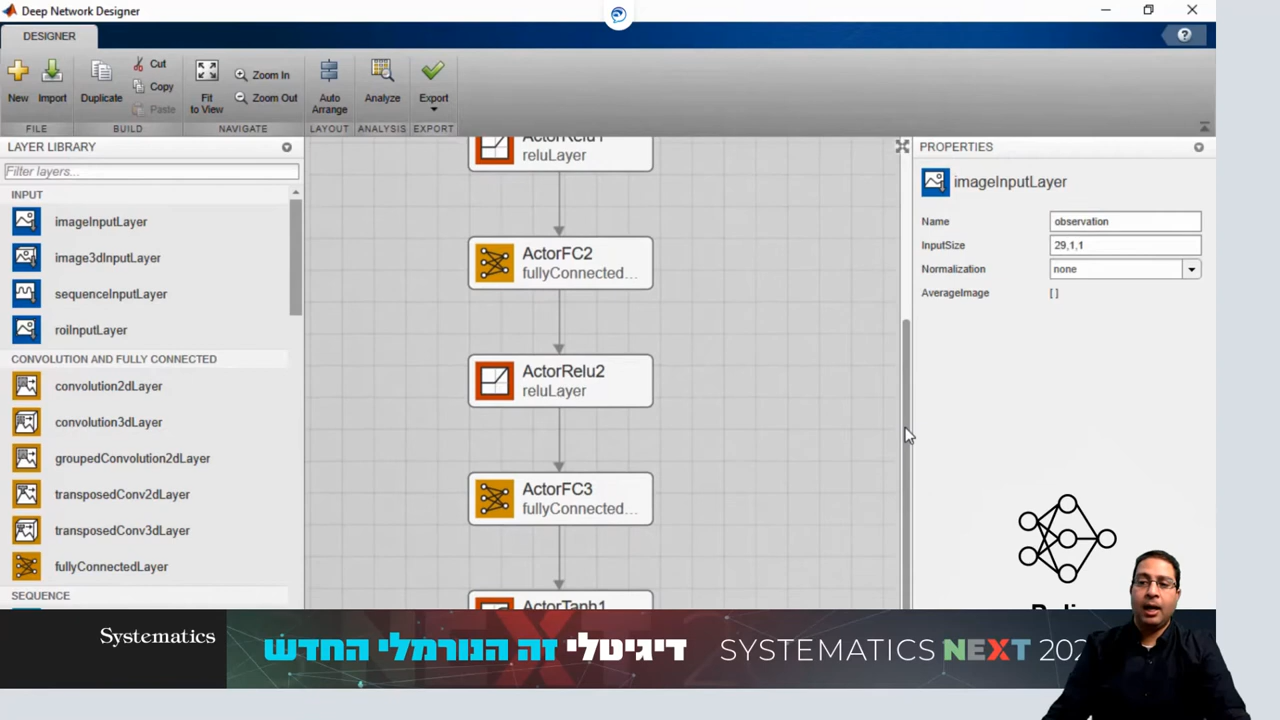 Deep Network Designer
DESIGNER
?
New
Import
Duplicate
Cut
Copy
Paste
Fit
to View
Zoom In
Zoom Out
Auto
Arrange
Analyze
Export
FILE
BUILD
NAVIGATE
LAYOUT
ANALYSIS
EXPORT
LAYER LIBRARY
Filter layers...
INPUT
imageInputLayer
image3dInputLayer
sequenceInputLayer
roiInputLayer
CONVOLUTION AND FULLY CONNECTED
convolution2dLayer
convolution3dLayer
groupedConvolution2dLayer
transposedConv2dLayer
transposedConv3dLayer
fullyConnectedLayer
SEQUENCE
ActorRelu1
reluLayer
ActorFC2
fullyConnected...
ActorRelu2
reluLayer
ActorFC3
fullyConnected...
ActorTanh1
PROPERTIES
imageInputLayer
Name observation
InputSize 29,1,1
Normalization none
AverageImage [ ]
Systematics
דיגיטלי זה הנורמלי החדש
SYSTEMATICS NEXT 202